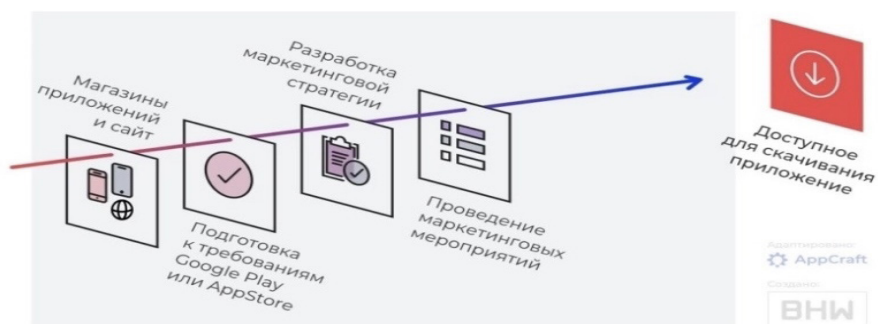 Магазины
приложений
и сайт
Подготовка
к требованиям
Google Play
или AppStore
Разработка
маркетинговой
стратегии
Проведение
маркетинговых
мероприятий
Доступное
для скачивания
приложение
Адаптировано:
AppCraft
Создано:
BHW